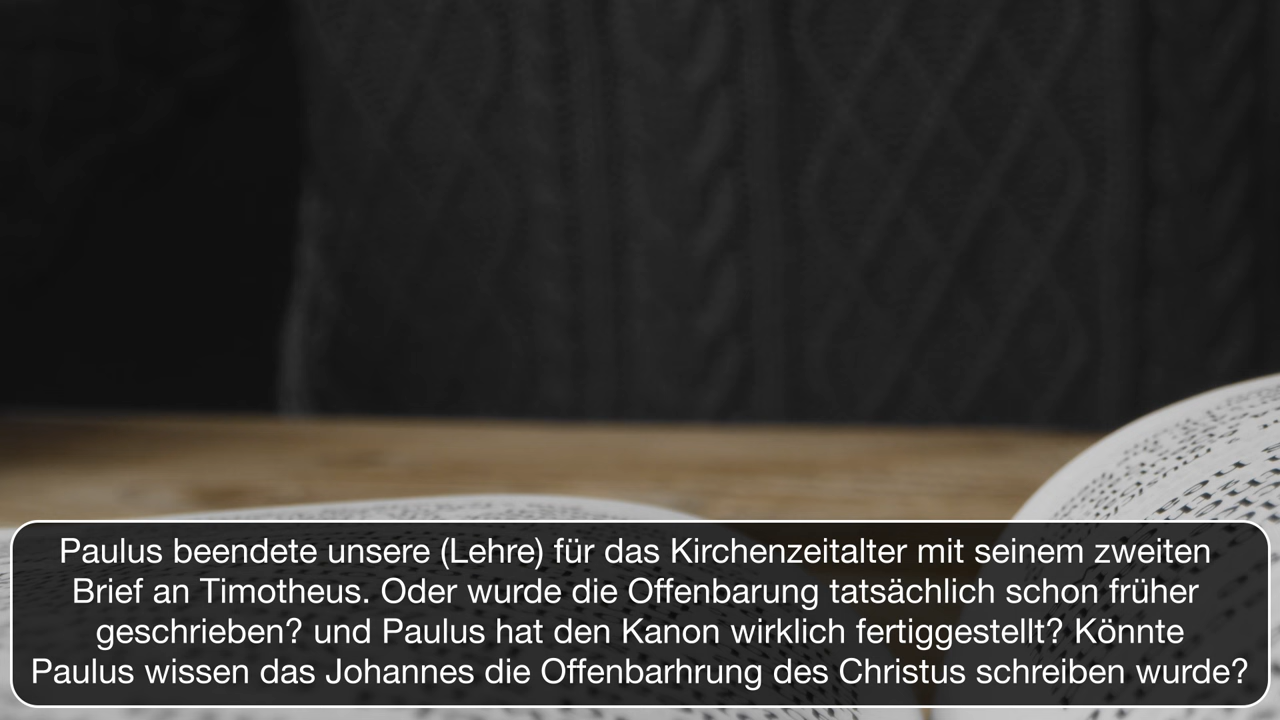 Paulus beendete unsere (Lehre) für das Kirchenzeitalter mit seinem zweiten
Brief an Timotheus. Oder wurde die Offenbarung tatsächlich schon früher
geschrieben? und Paulus hat den Kanon wirklich fertiggestellt? Könnte
Paulus wissen das Johannes die Offenbarhrung des Christus schreiben wurde?